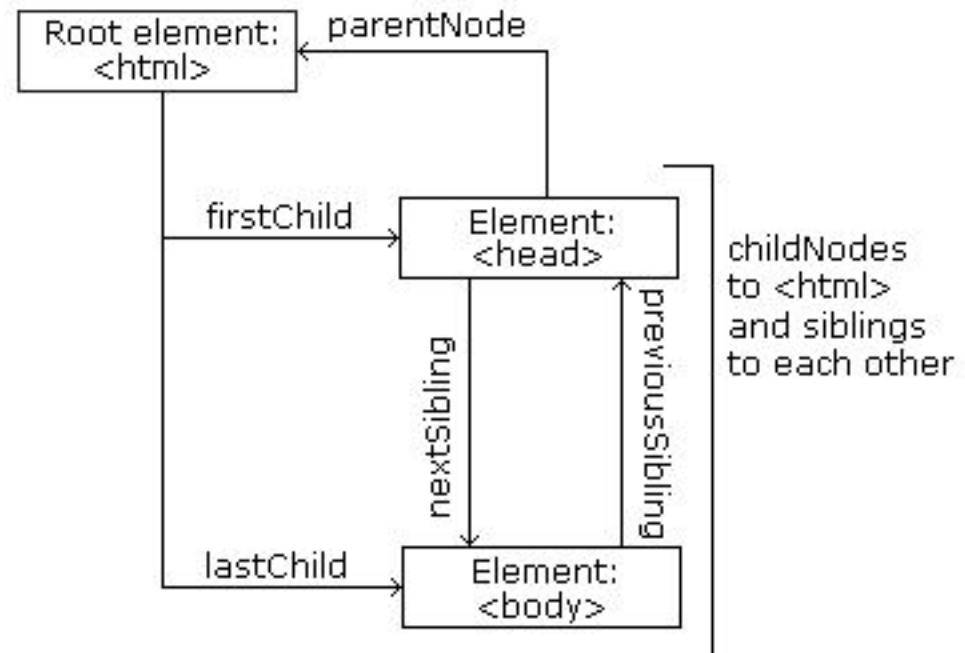 Root element:
<html>
parentNode
firstChild
Element:
<head>
childNodes
to <html>
and siblings
to each other
nextSibling
previousSibling
lastChild
Element:
<body>